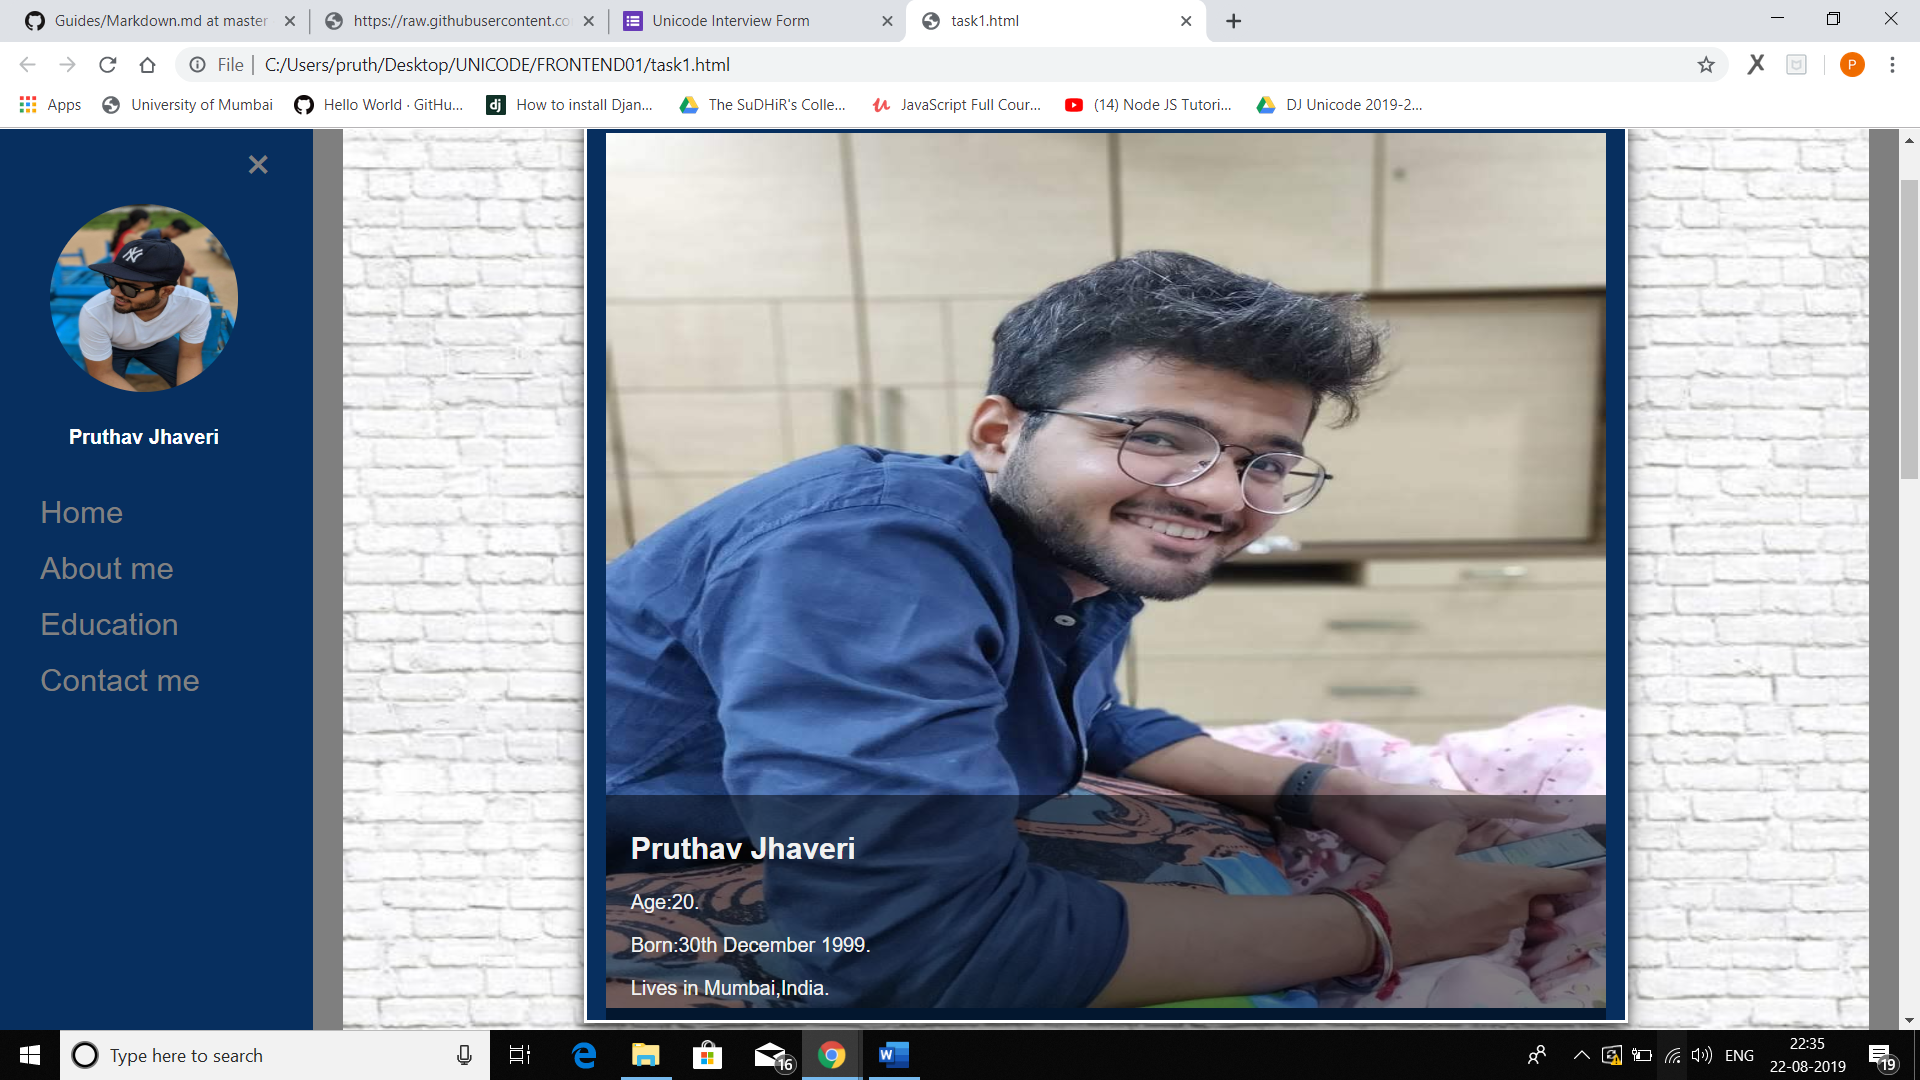 Guides/Markdown.md at master
https://raw.githubusercontent.co
Unicode Interview Form
task1.html
File | C:/Users/pruth/Desktop/UNICODE/FRONTEND01/task1.html
P
Apps
University of Mumbai
Hello World · GitHu...
dj
How to install Djan...
The SuDHiR's Colle...
JavaScript Full Cour...
(14) Node JS Tutori...
DJ Unicode 2019-2...
×
Pruthav Jhaveri
Home
About me
Education
Contact me
Pruthav Jhaveri
Age:20.
Born:30th December 1999.
Lives in Mumbai,India.
Type here to search
16
W
ENG
22:35
22-08-2019
19